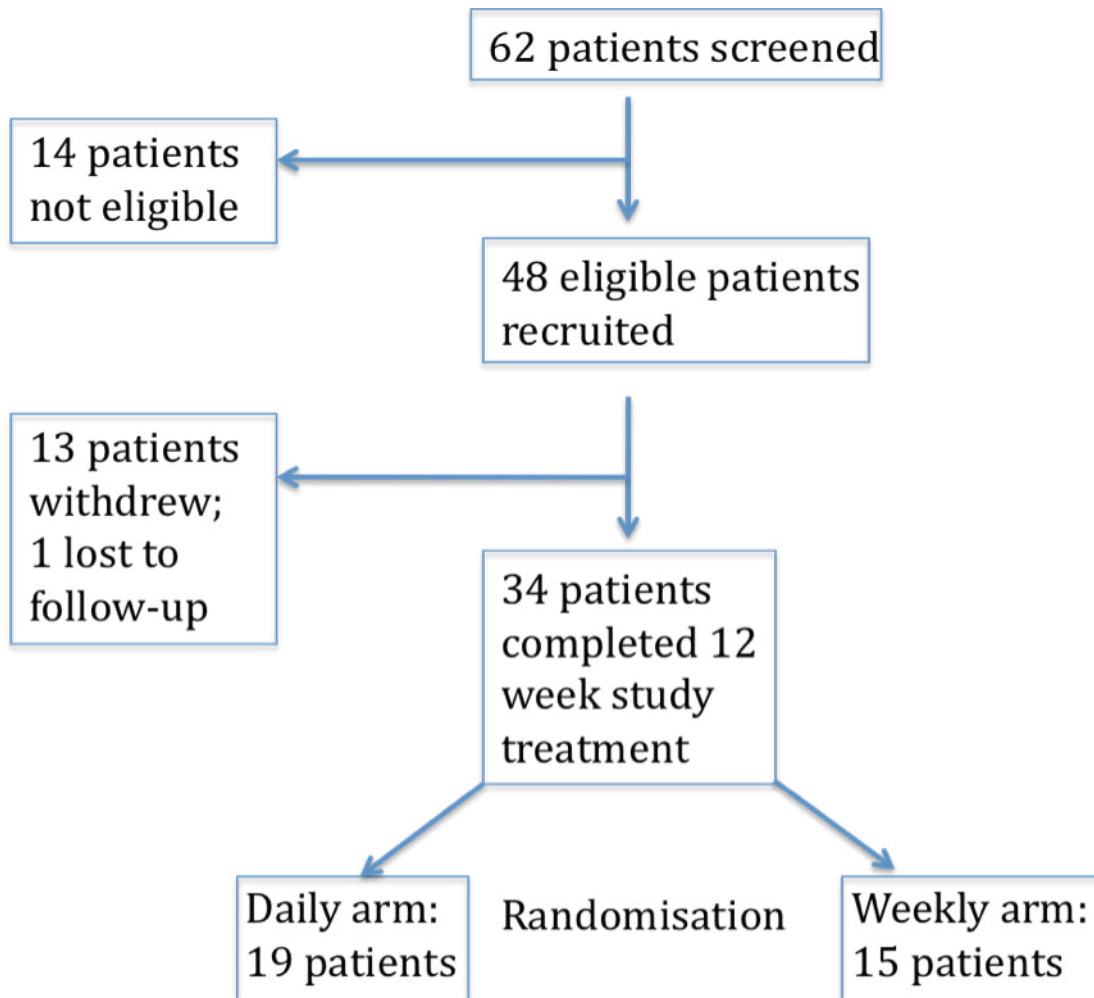 62 patients screened
14 patients
not eligible
48 eligible patients
recruited
13 patients
withdrew;
1 lost to
follow-up
34 patients
completed 12
week study
treatment
Daily arm:
19 patients
Randomisation
Weekly arm:
15 patients